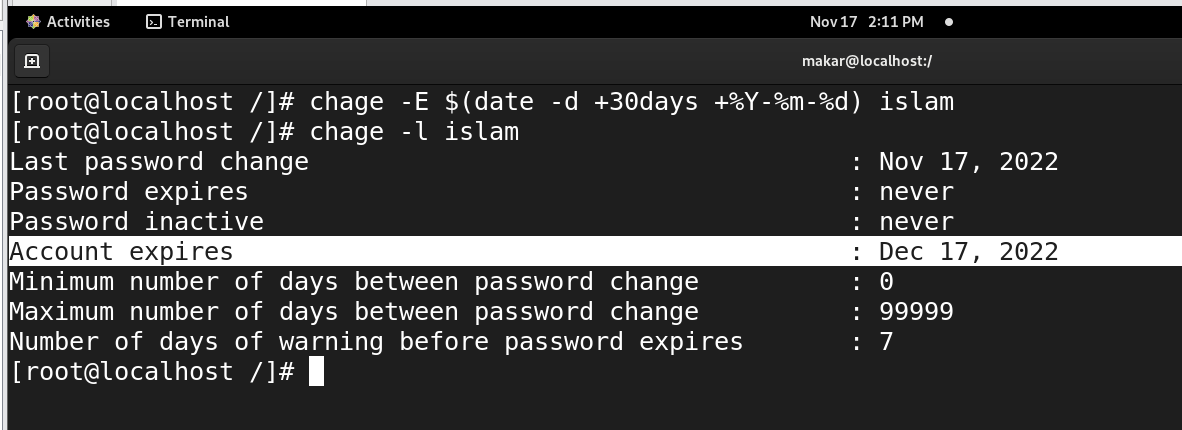 Activities Terminal Nov 17 2:11 PM
makar@localhost:/
[root@localhost /]# chage -E $(date -d +30days +%Y-%m-%d) islam
[root@localhost /]# chage -l islam
Last password change : Nov 17, 2022
Password expires : never
Password inactive : never
Account expires : Dec 17, 2022
Minimum number of days between password change : 0
Maximum number of days between password change : 99999
Number of days of warning before password expires : 7
[root@localhost /]#